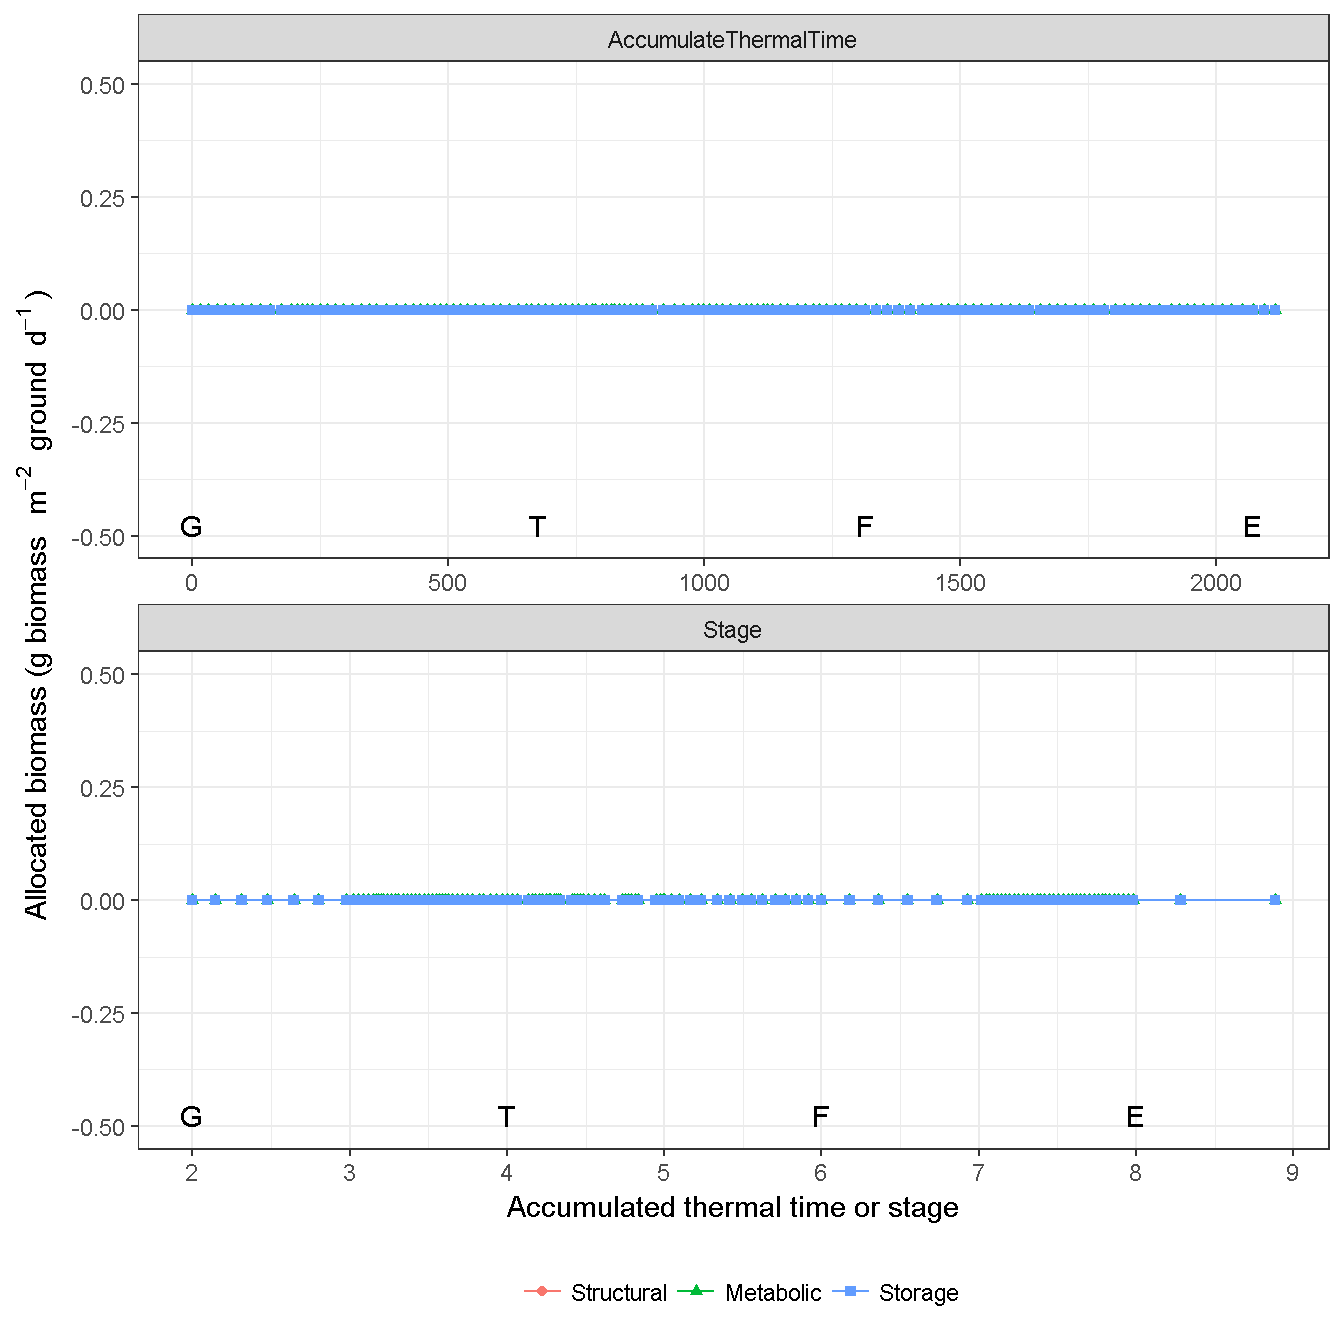 AccumulateThermalTime
0.50
0.25
0.00
-0.25
-0.50
G T F E
0 500 1000 1500 2000
Stage
0.50
0.25
0.00
-0.25
-0.50
G T F E
2 3 4 5 6 7 8 9
Allocated biomass (g biomass m⁻² ground d⁻¹)
Accumulated thermal time or stage
Structural Metabolic Storage